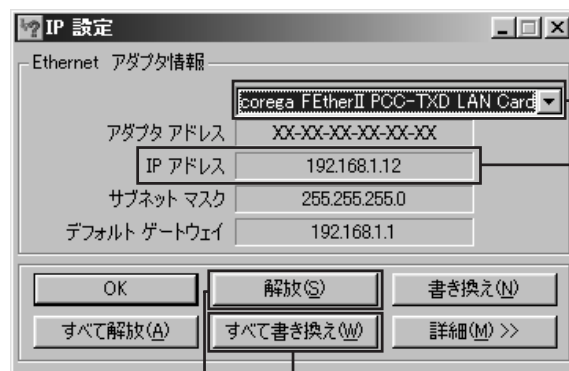 IP 設定
Ethernet アダプタ情報
corega FEtherII PCC-TXD LAN Card
アダプタ アドレス XX-XX-XX-XX-XX-XX
IP アドレス 192.168.1.12
サブネット マスク 255.255.255.0
デフォルト ゲートウェイ 192.168.1.1
OK 解放(S) 書き換え(N)
すべて解放(A) すべて書き換え(W) 詳細(M) >>